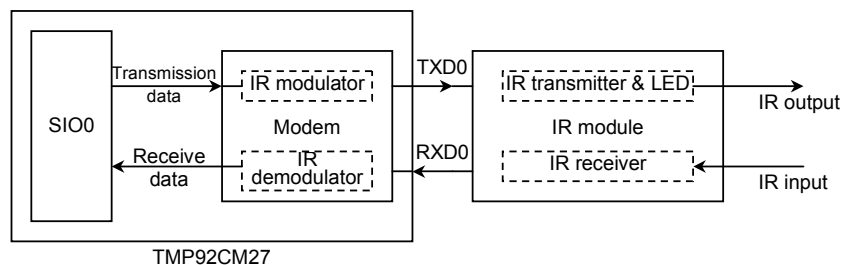 Transmission
data
IR modulator
TXD0
IR transmitter & LED
IR output
SIO0
Modem
IR module
Receive
data
IR
demodulator
RXD0
IR receiver
IR input
TMP92CM27